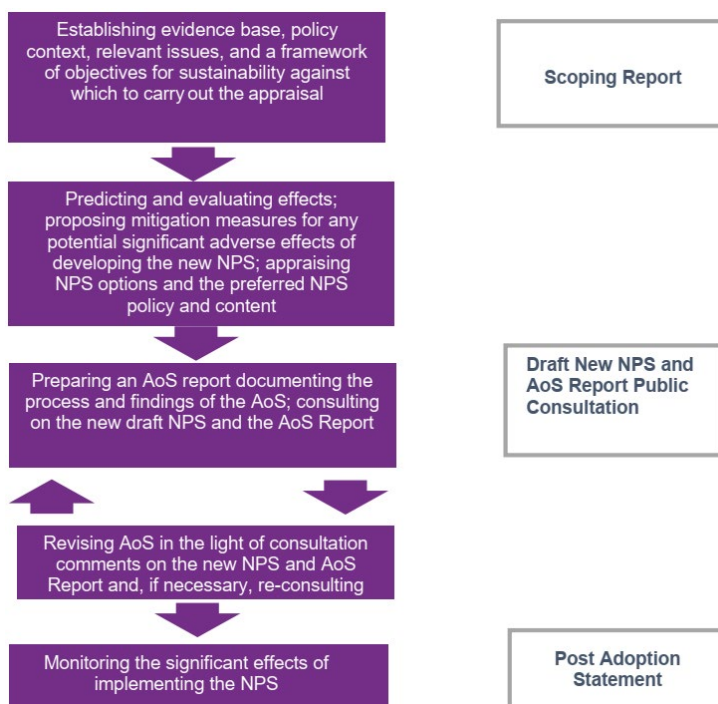 Establishing evidence base, policy
context, relevant issues, and a framework
of objectives for sustainability against
which to carry out the appraisal
Scoping Report
Predicting and evaluating effects;
proposing mitigation measures for any
potential significant adverse effects of
developing the new NPS; appraising
NPS options and the preferred NPS
policy and content
Preparing an AoS report documenting the
process and findings of the AoS; consulting
on the new draft NPS and the AoS Report
Draft New NPS and
AoS Report Public
Consultation
Revising AoS in the light of consultation
comments on the new NPS and AoS
Report and, if necessary, re-consulting
Monitoring the significant effects of
implementing the NPS
Post Adoption
Statement